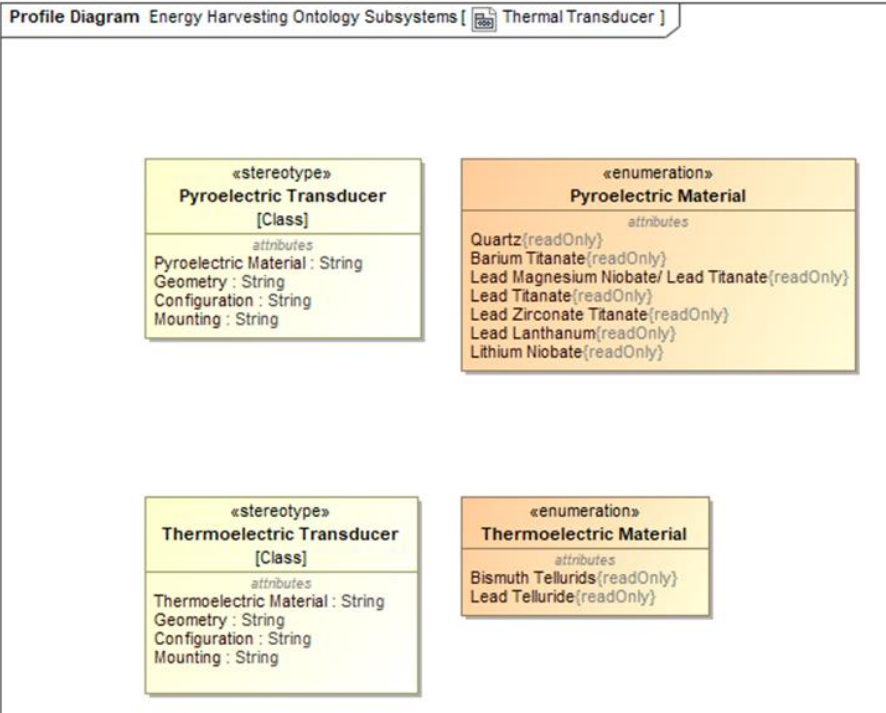 Profile Diagram Energy Harvesting Ontology Subsystems [ Thermal Transducer ]
«stereotype»
Pyroelectric Transducer
[Class]
attributes
Pyroelectric Material : String
Geometry : String
Configuration : String
Mounting : String
«enumeration»
Pyroelectric Material
attributes
Quartz{readOnly}
Barium Titanate{readOnly}
Lead Magnesium Niobate/ Lead Titanate{readOnly}
Lead Titanate{readOnly}
Lead Zirconate Titanate{readOnly}
Lead Lanthanum{readOnly}
Lithium Niobate{readOnly}
«stereotype»
Thermoelectric Transducer
[Class]
attributes
Thermoelectric Material : String
Geometry : String
Configuration : String
Mounting : String
«enumeration»
Thermoelectric Material
attributes
Bismuth Tellurids{readOnly}
Lead Telluride{readOnly}